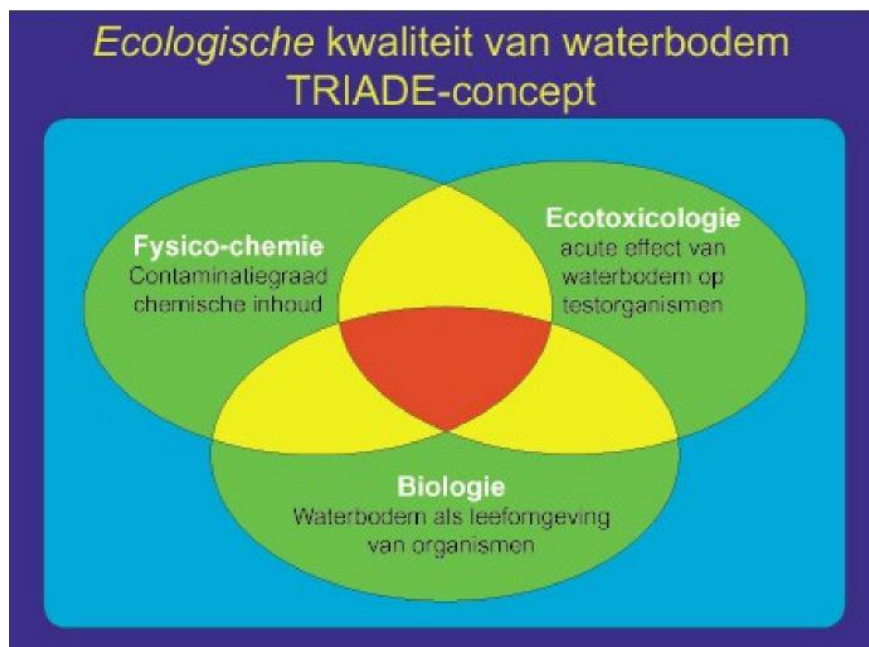 Ecologische kwaliteit van waterbodem
TRIADE-concept
Fysico-chemie
Contaminatiegraad
chemische inhoud
Ecotoxicologie
acute effect van
waterbodem op
testorganismen
Biologie
Waterbodem als leefomgeving
van organismen